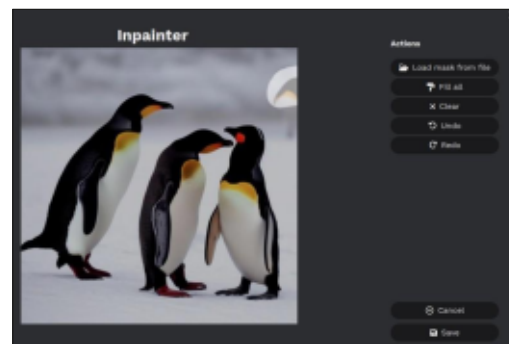 Inpainter
Actions
Load mask from file
Fill All
Clear
Undo
Redo
Cancel
Save